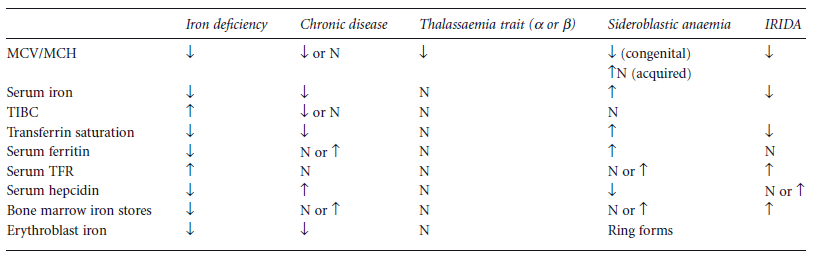 Iron deficiency Chronic disease Thalassaemia trait (α or β) Sideroblastic anaemia IRIDA
MCV/MCH ↓ ↓ or N ↓ ↓ (congenital) ↓
↑N (acquired)
Serum iron ↓ ↓ N ↑ ↓
TIBC ↑ ↓ or N N N
Transferrin saturation ↓ ↓ N ↑ ↓
Serum ferritin ↓ N or ↑ N ↑ N
Serum TFR ↑ N N N or ↑ ↑
Serum hepcidin ↓ ↑ N ↓ N or ↑
Bone marrow iron stores ↓ N or ↑ N N or ↑ ↑
Erythroblast iron ↓ ↓ N Ring forms